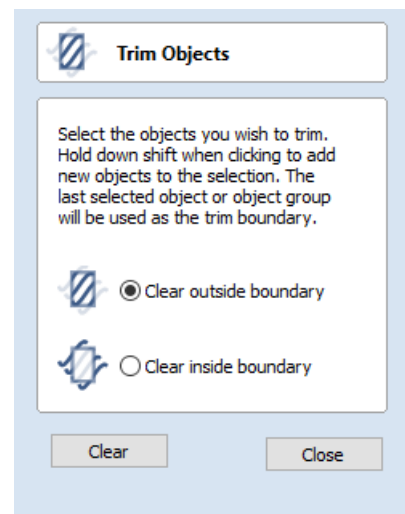 Trim Objects
Select the objects you wish to trim.
Hold down shift when clicking to add
new objects to the selection. The
last selected object or object group
will be used as the trim boundary.
Clear outside boundary
Clear inside boundary
Clear
Close